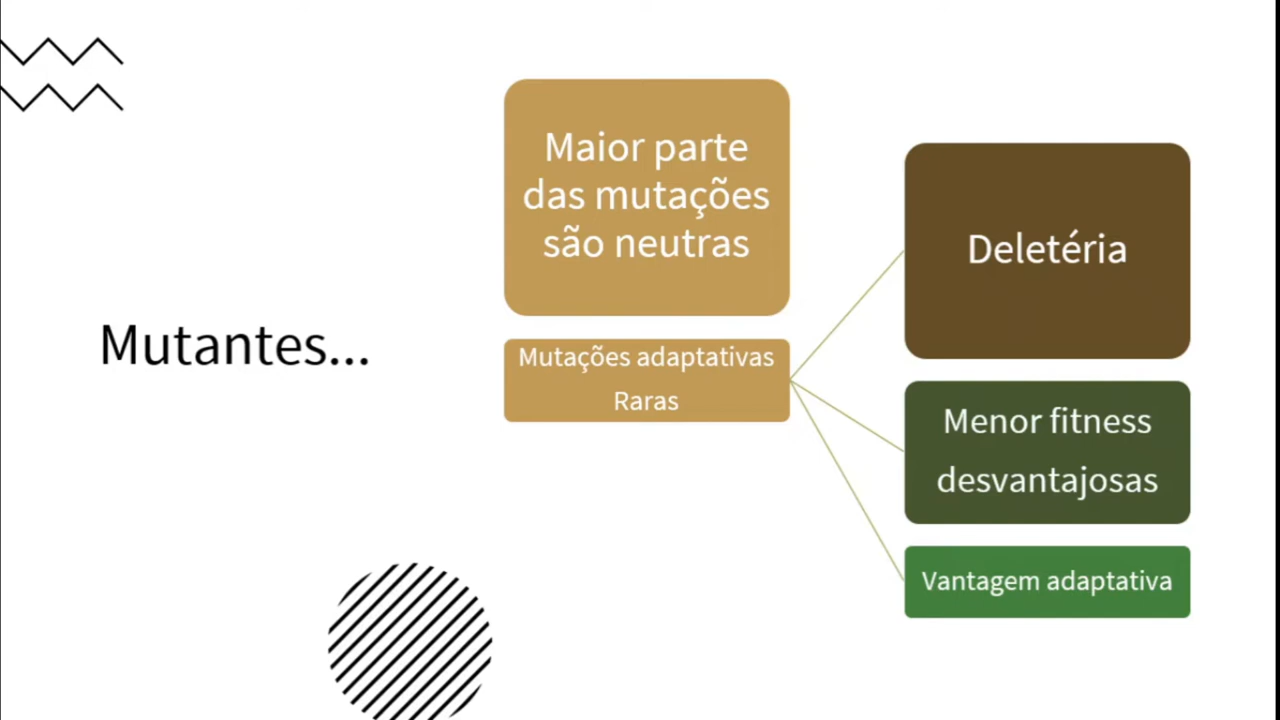 Mutantes...
Maior parte
das mutações
são neutras
Mutações adaptativas
Raras
Deletéria
Menor fitness
desvantajosas
Vantagem adaptativa